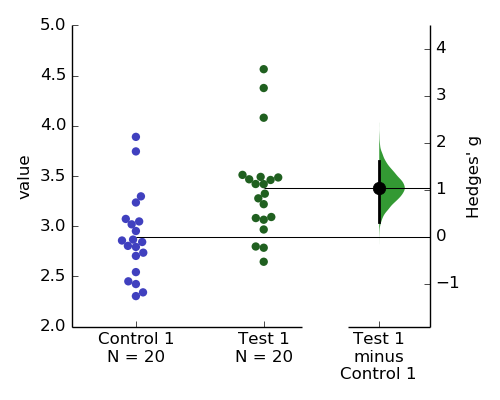 5.0
4.5
4.0
3.5
3.0
2.5
2.0
value
4
3
2
1
0
−1
Hedges' g
Control 1
N = 20
Test 1
N = 20
Test 1
minus
Control 1